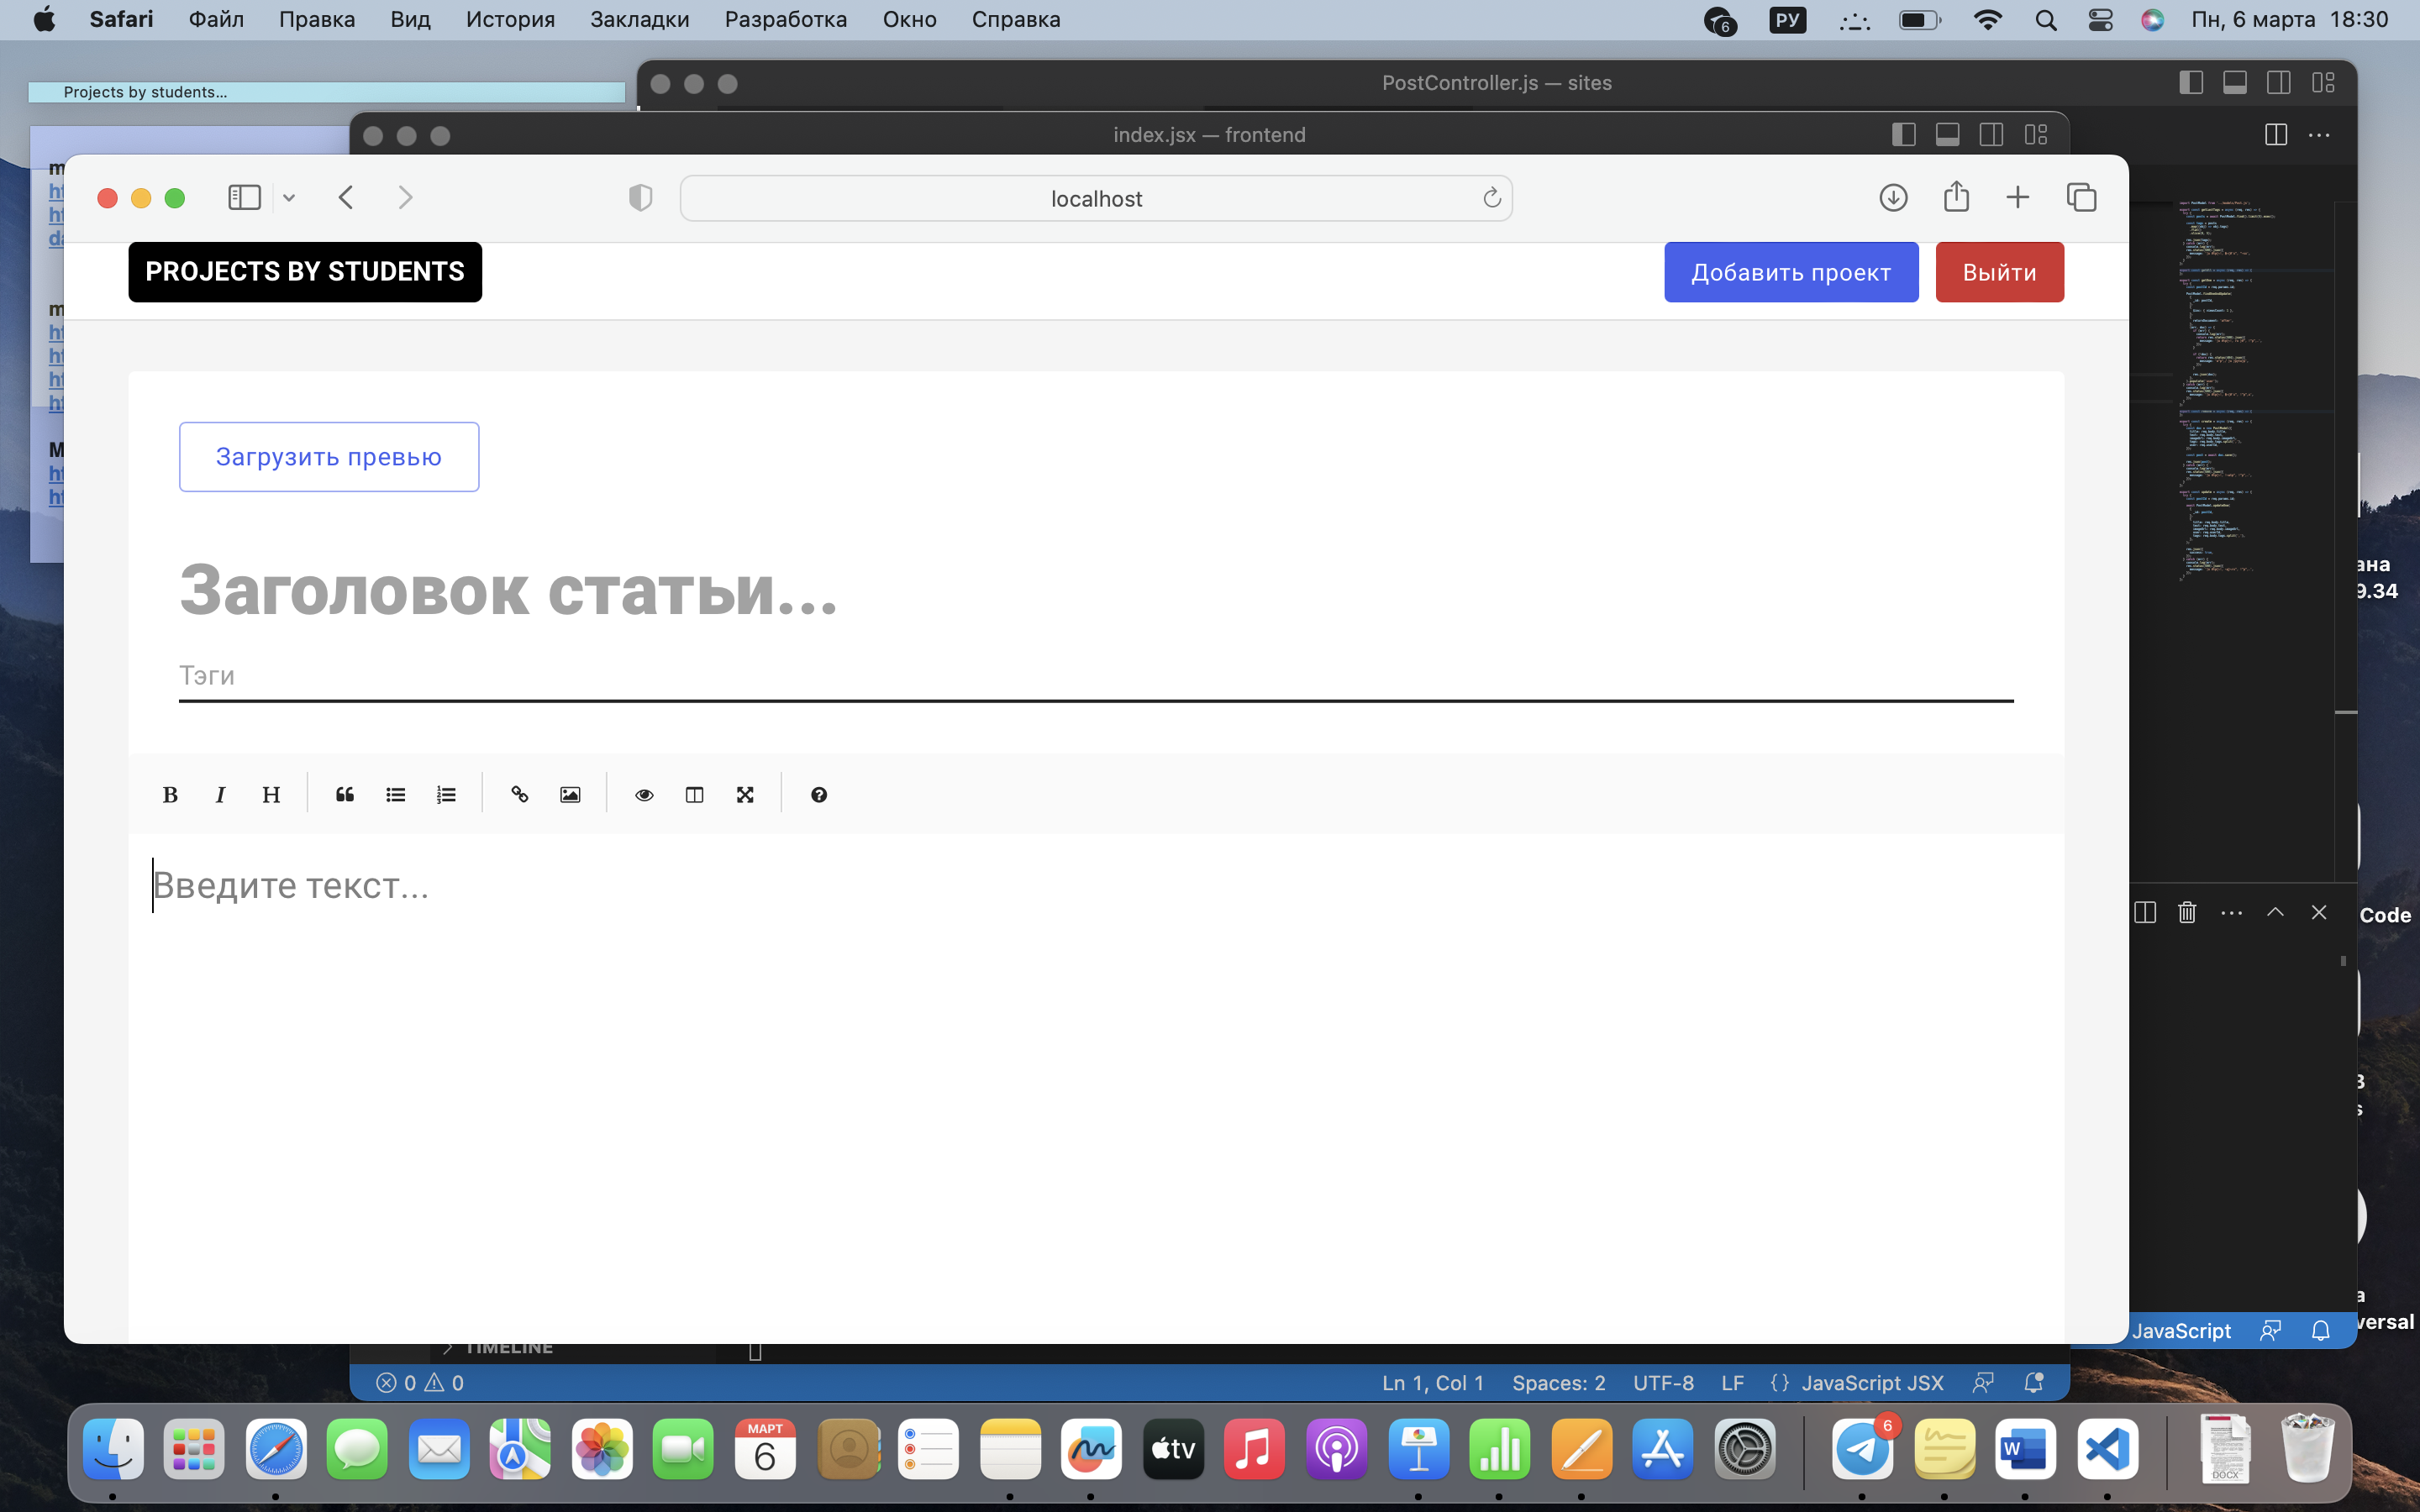 Safari Файл Правка Вид История Закладки Разработка Окно Справка
6 РУ Пн, 6 марта 18:30
Projects by students...
PostController.js — sites
index.jsx — frontend
localhost
PROJECTS BY STUDENTS
Добавить проект
Выйти
Загрузить превью
Заголовок статьи...
Тэги
B I H
Введите текст...
9.34
Code
JavaScript
TIMELINE
0 0
Ln 1, Col 1 Spaces: 2 UTF-8 LF {} JavaScript JSX
МАРТ
6
tv
6
W
DOCX